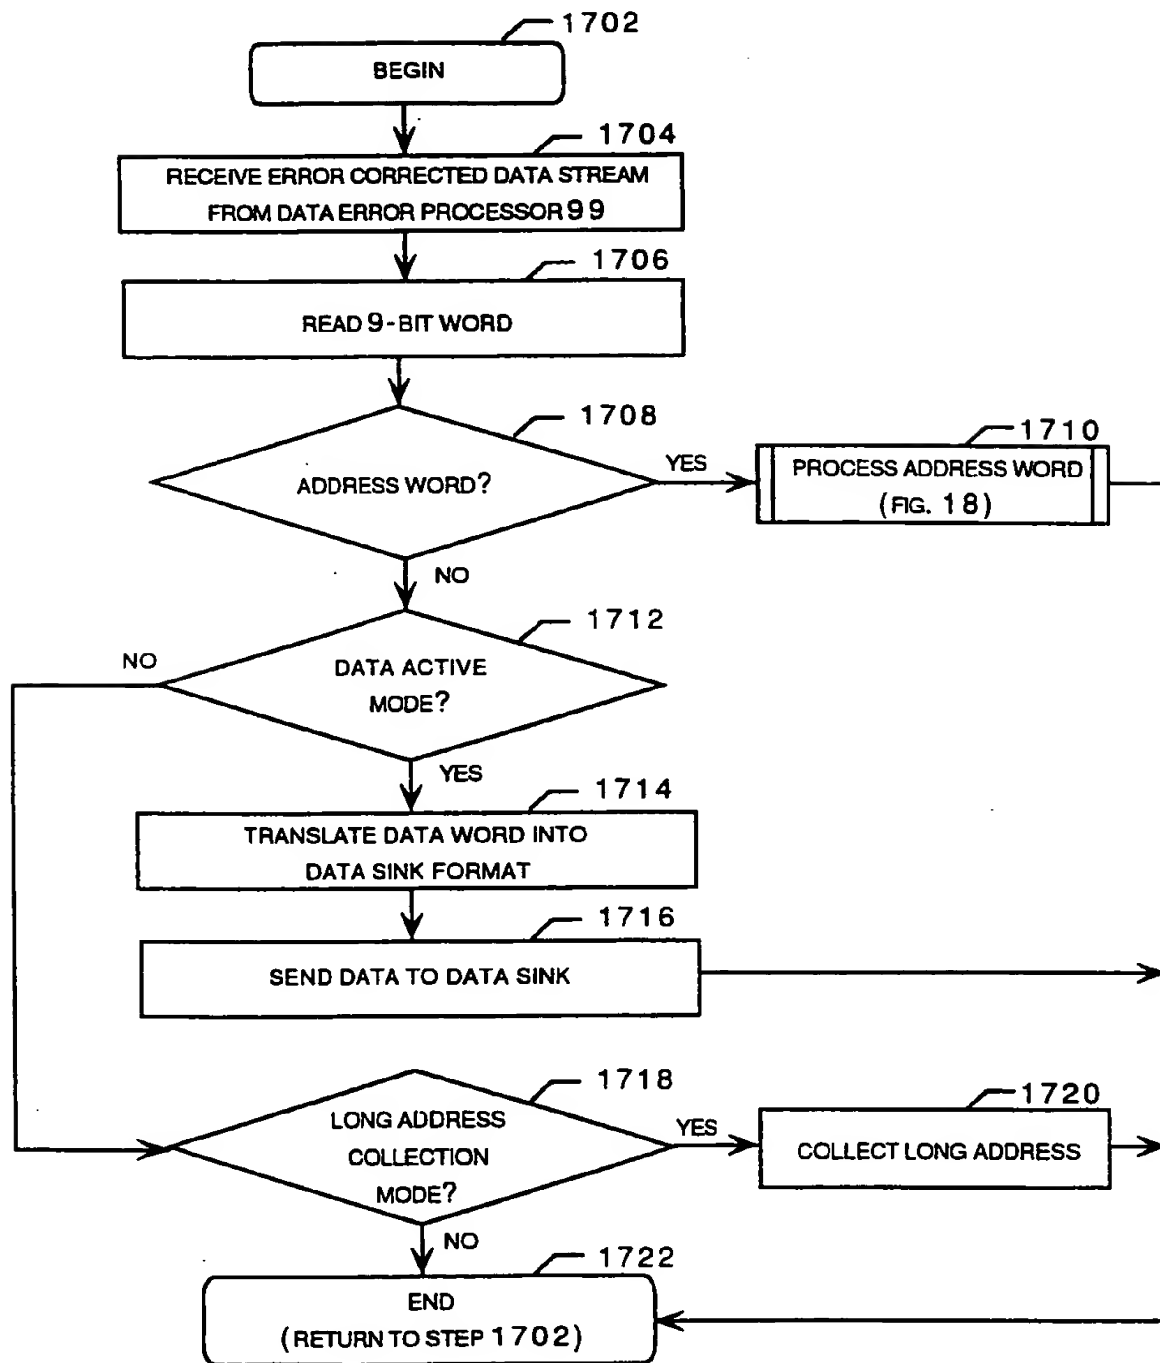 1702
BEGIN
1704
RECEIVE ERROR CORRECTED DATA STREAM
FROM DATA ERROR PROCESSOR 99
1706
READ 9-BIT WORD
1708
ADDRESS WORD?
YES
1710
PROCESS ADDRESS WORD
(FIG. 18)
NO
1712
DATA ACTIVE
MODE?
NO
YES
1714
TRANSLATE DATA WORD INTO
DATA SINK FORMAT
1716
SEND DATA TO DATA SINK
1718
LONG ADDRESS
COLLECTION
MODE?
YES
1720
COLLECT LONG ADDRESS
NO
1722
END
(RETURN TO STEP 1702)